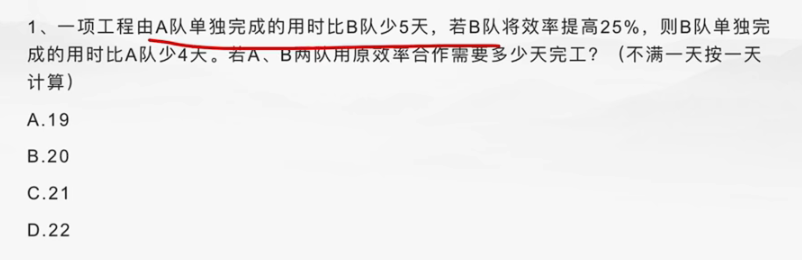 1、一项工程由A队单独完成的用时比B队少5天，若B队将效率提高25%，则B队单独完
成的用时比A队少4天。若A、B两队用原效率合作需要多少天完工？（不满一天按一天
计算）
A.19
B.20
C.21
D.22